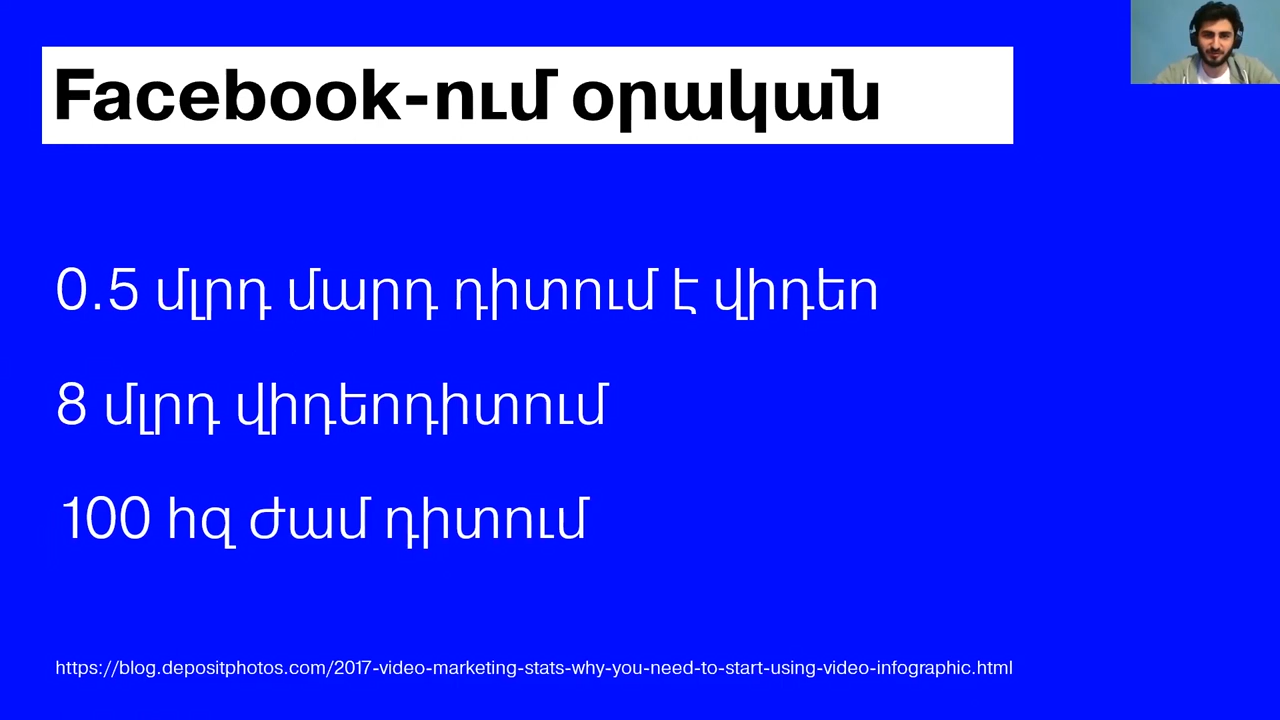 Facebook-ում օրական
0.5 մլրդ մարդ դիտում է վիդեո
8 մլրդ վիդեոդիտում
100 հզ ժամ դիտում
https://blog.depositphotos.com/2017-video-marketing-stats-why-you-need-to-start-using-video-infographic.html